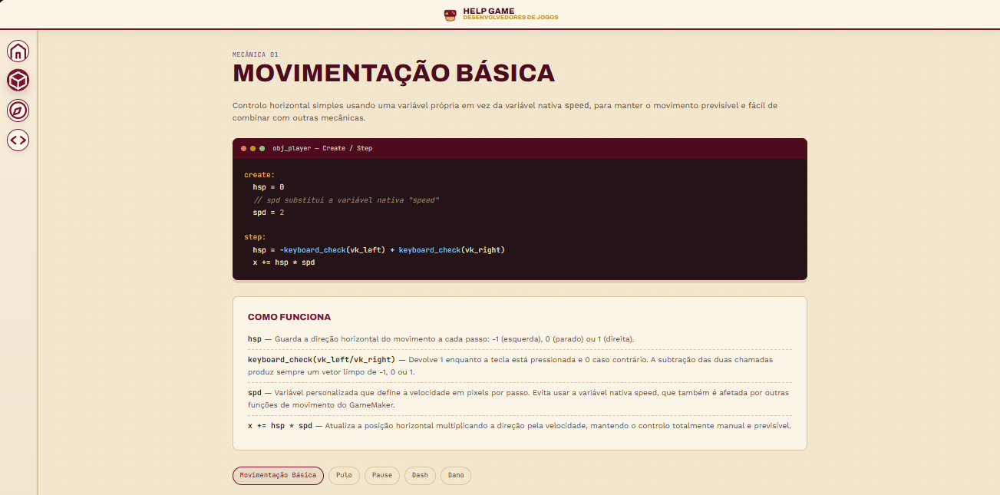 HELP GAME
DESENVOLVEDORES DE JOGOS
MECÂNICA 01
MOVIMENTAÇÃO BÁSICA
Controlo horizontal simples usando uma variável própria em vez da variável nativa speed, para manter o movimento previsível e fácil de
combinar com outras mecânicas.
obj_player — Create / Step
create:
hsp = 0
// spd substitui a variável nativa "speed"
spd = 2
step:
hsp = -keyboard_check(vk_left) + keyboard_check(vk_right)
x += hsp * spd
COMO FUNCIONA
hsp — Guarda a direção horizontal do movimento a cada passo: -1 (esquerda), 0 (parado) ou 1 (direita).
keyboard_check(vk_left/vk_right) — Devolve 1 enquanto a tecla está pressionada e 0 caso contrário. A subtração das duas chamadas
produz sempre um vetor limpo de -1, 0 ou 1.
spd — Variável personalizada que define a velocidade em pixels por passo. Evita usar a variável nativa speed, que também é afetada por outras
funções de movimento do GameMaker.
x += hsp * spd — Atualiza a posição horizontal multiplicando a direção pela velocidade, mantendo o controlo totalmente manual e previsível.
Movimentação Básica Pulo Pause Dash Dano